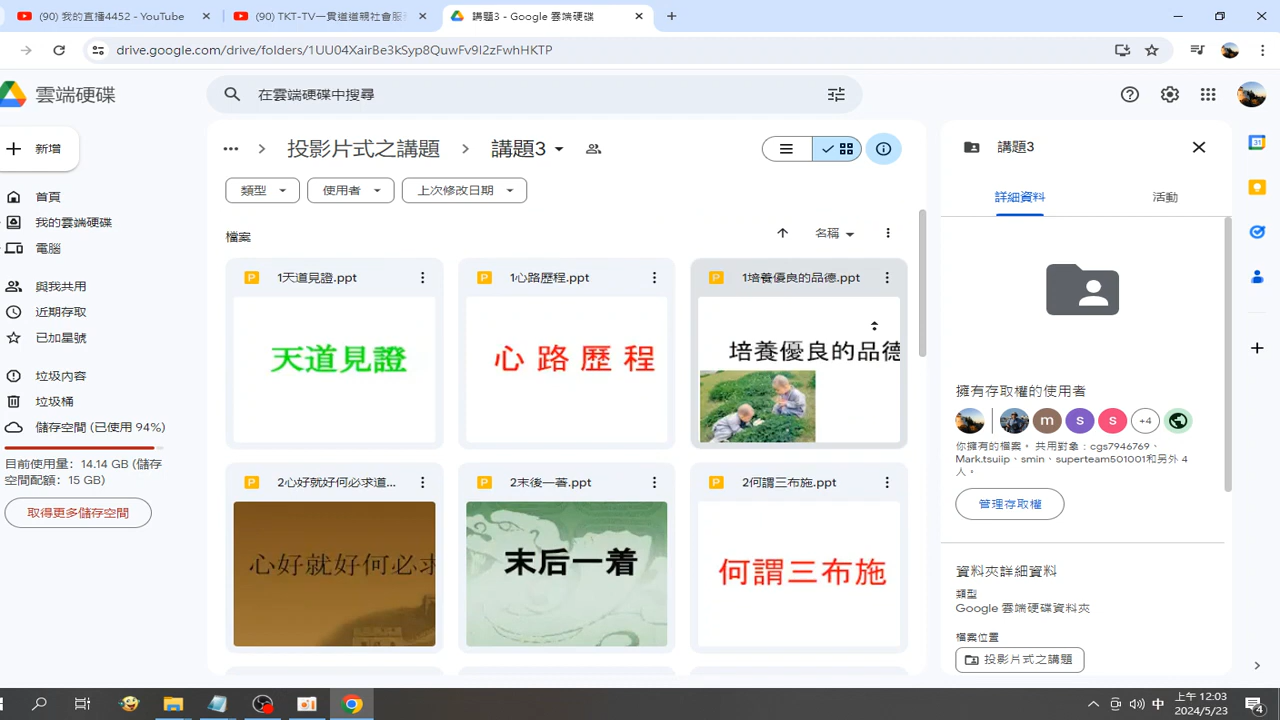 (90) 我的直播4452 - YouTube
(90) TKT-TV一貫道道親社會服
講題3 - Google 雲端硬碟
drive.google.com/drive/folders/1UU04XairBe3kSyp8QuwFv9I2zFwhHKTP
雲端硬碟
在雲端硬碟中搜尋
新增
首頁
我的雲端硬碟
電腦
與我共用
近期存取
已加星號
垃圾內容
垃圾桶
儲存空間 (已使用 94%)
目前使用量：14.14 GB (儲存
空間配額：15 GB)
取得更多儲存空間
投影片式之講題
講題3
類型
使用者
上次修改日期
檔案
名稱
1天道見證.ppt
1心路歷程.ppt
1培養優良的品德.ppt
天道見證
心路歷程
培養優良的品德
2心好就好何必求道...
2末後一著.ppt
2何謂三布施.ppt
心好就好何必求
末后一着
何謂三布施
講題3
詳細資料
活動
擁有存取權的使用者
m
s
s
+4
你擁有的檔案。 共用對象：cgs7946769、
Mark.tsuiip、smin、superteam501001和另外 4
人。
管理存取權
資料夾詳細資料
類型
Google 雲端硬碟資料夾
檔案位置
投影片式之講題
31
中
上午 12:03
2024/5/23
4